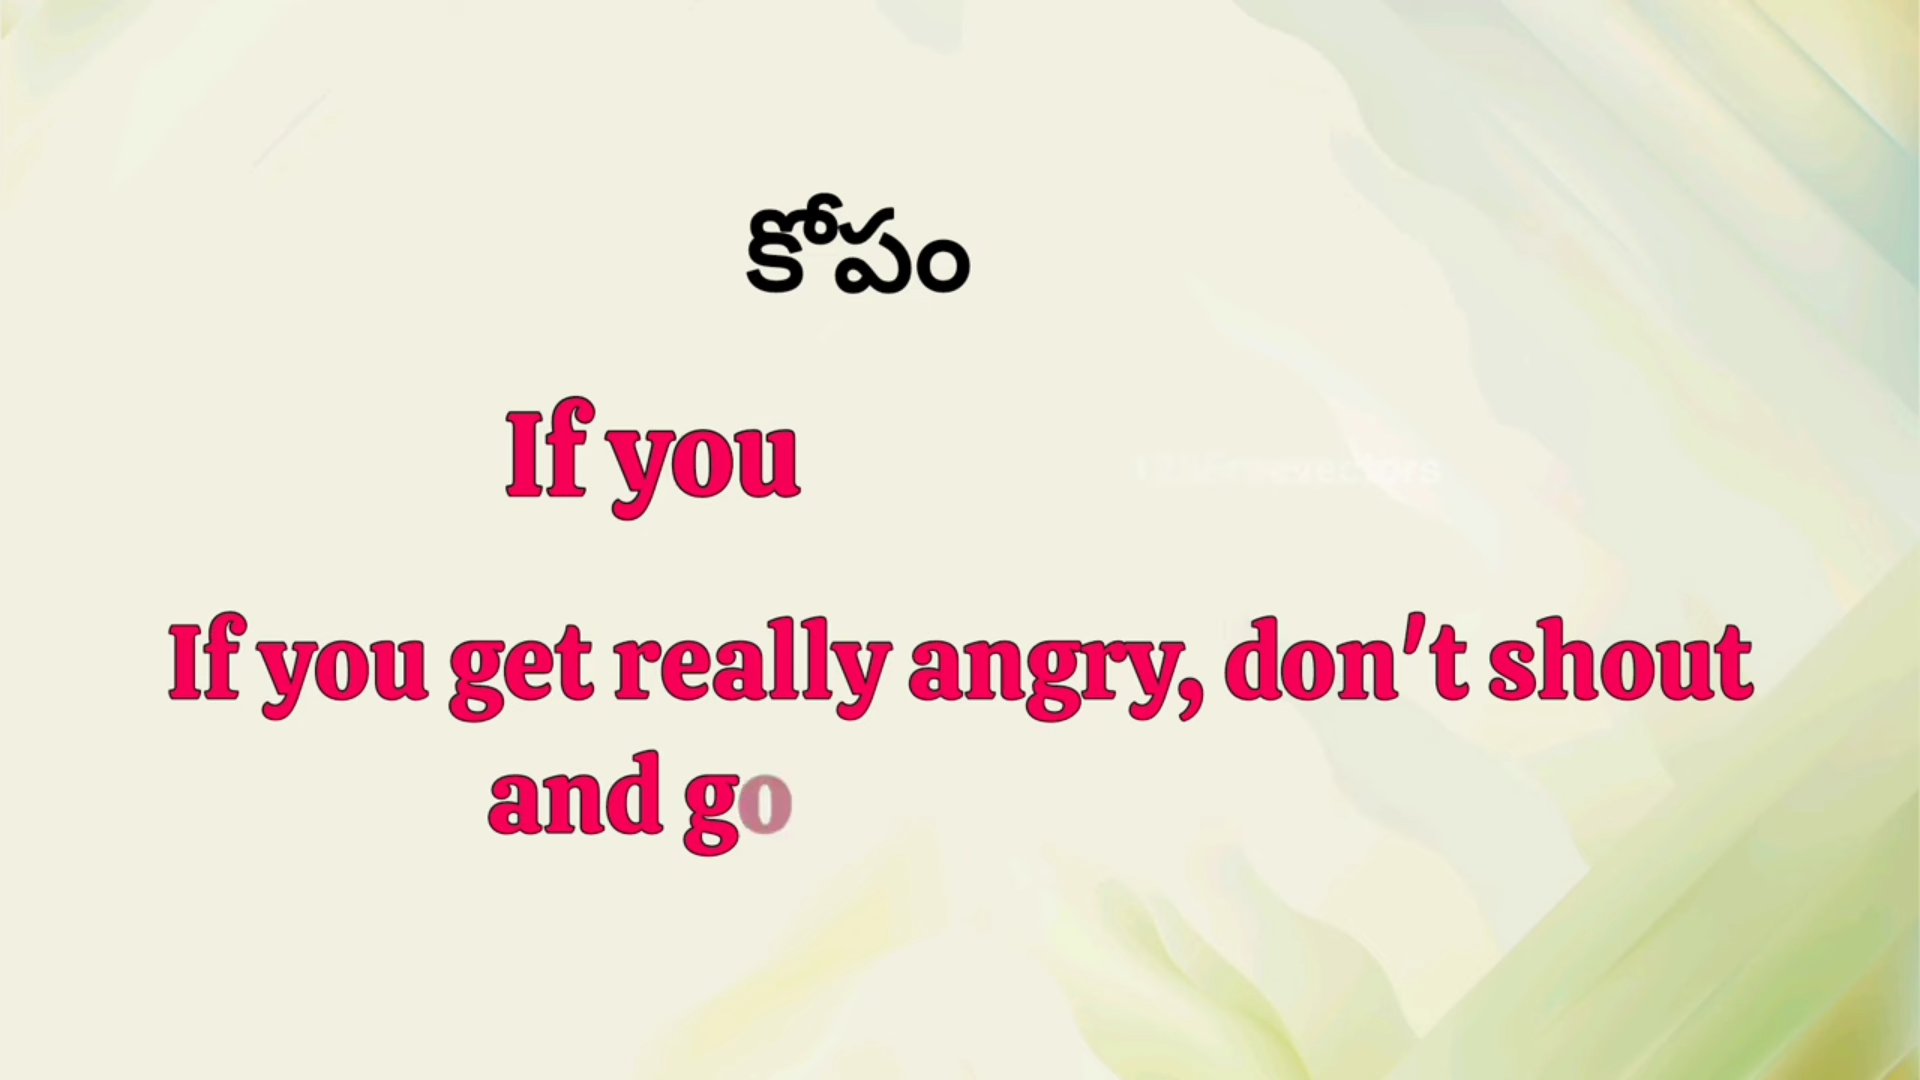 కోపం
If you
If you get really angry, don't shout
and go